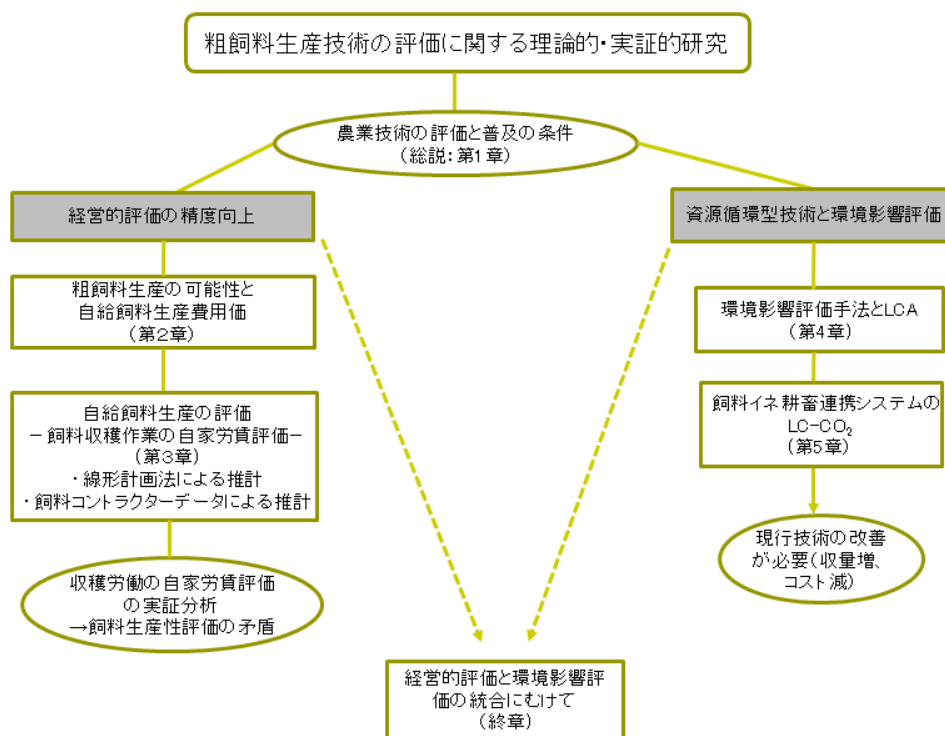 粗飼料生産技術の評価に関する理論的・実証的研究
農業技術の評価と普及の条件
(総説：第1章)
経営的評価の精度向上
粗飼料生産の可能性と
自給飼料生産費用価
(第2章)
自給飼料生産の評価
－飼料収穫作業の自家労賃評価－
(第3章)
・線形計画法による推計
・飼料コントラクターデータによる推計
収穫労働の自家労賃評価
の実証分析
→飼料生産性評価の矛盾
資源循環型技術と環境影響評価
環境影響評価手法とLCA
(第4章)
飼料イネ耕畜連携システムの
LC-CO₂
(第5章)
現行技術の改善
が必要(収量増、
コスト減)
経営的評価と環境影響評
価の統合にむけて
(終章)